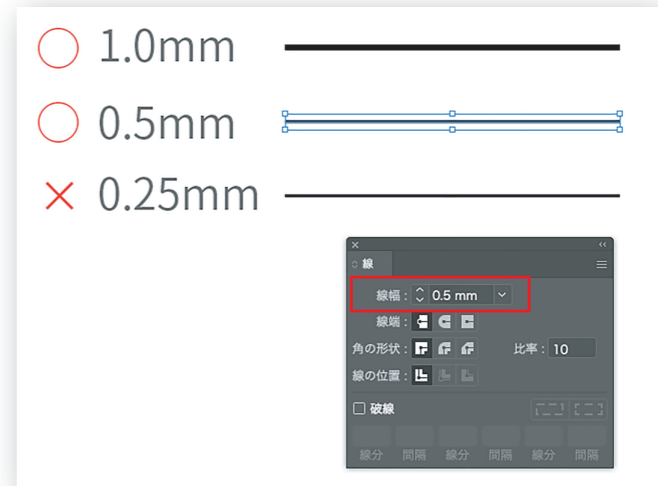 1.0mm
0.5mm
0.25mm
線
線幅： 0.5 mm
線端：
角の形状： 比率： 10
線の位置：
破線
線分 間隔 線分 間隔 線分 間隔